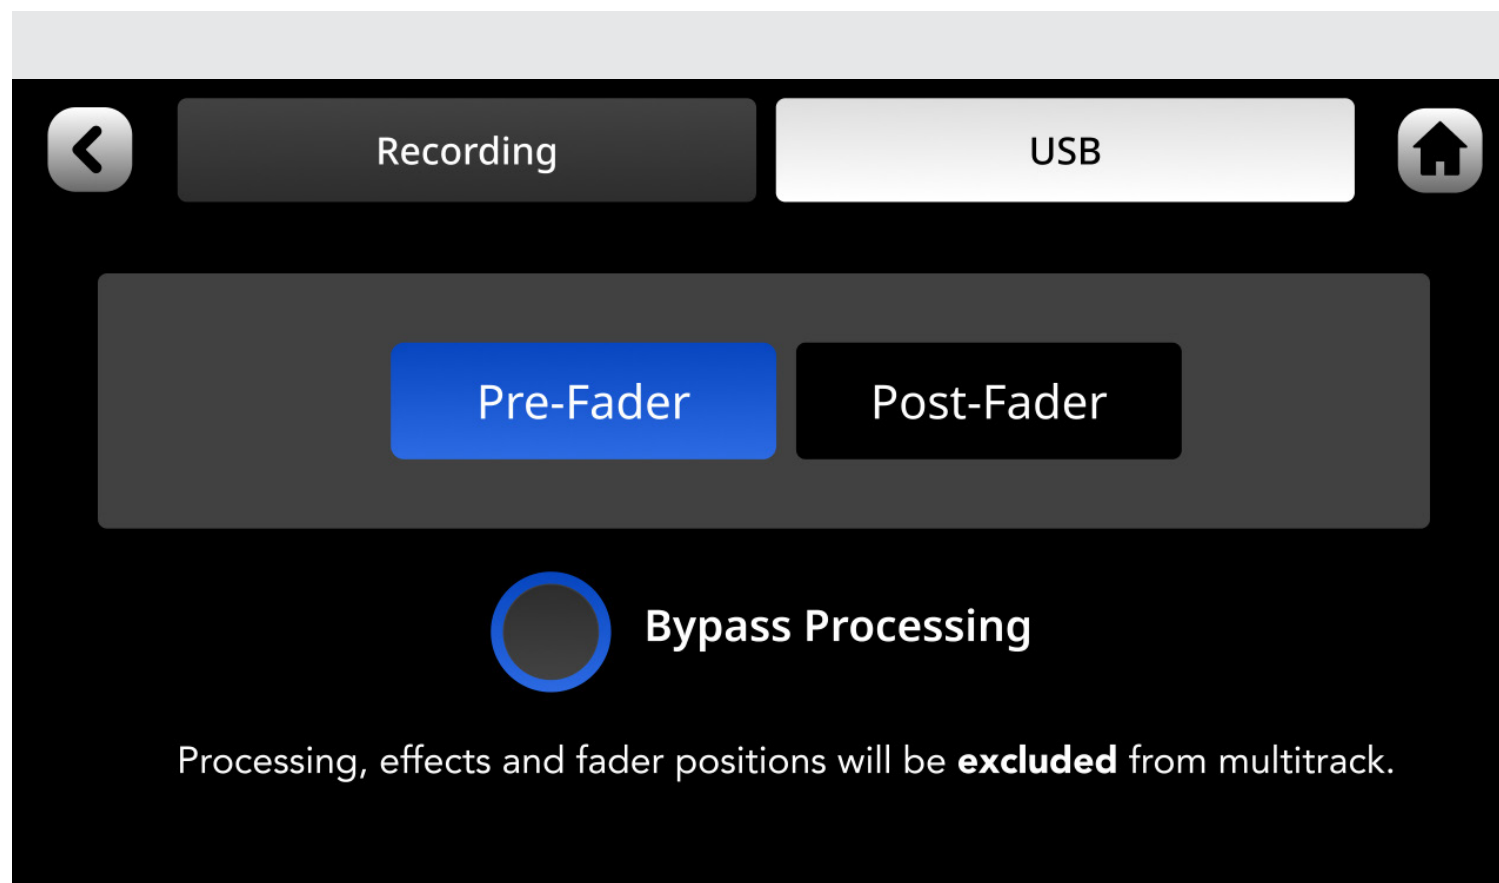 Recording
USB
Pre-Fader
Post-Fader
Bypass Processing
Processing, effects and fader positions will be excluded from multitrack.